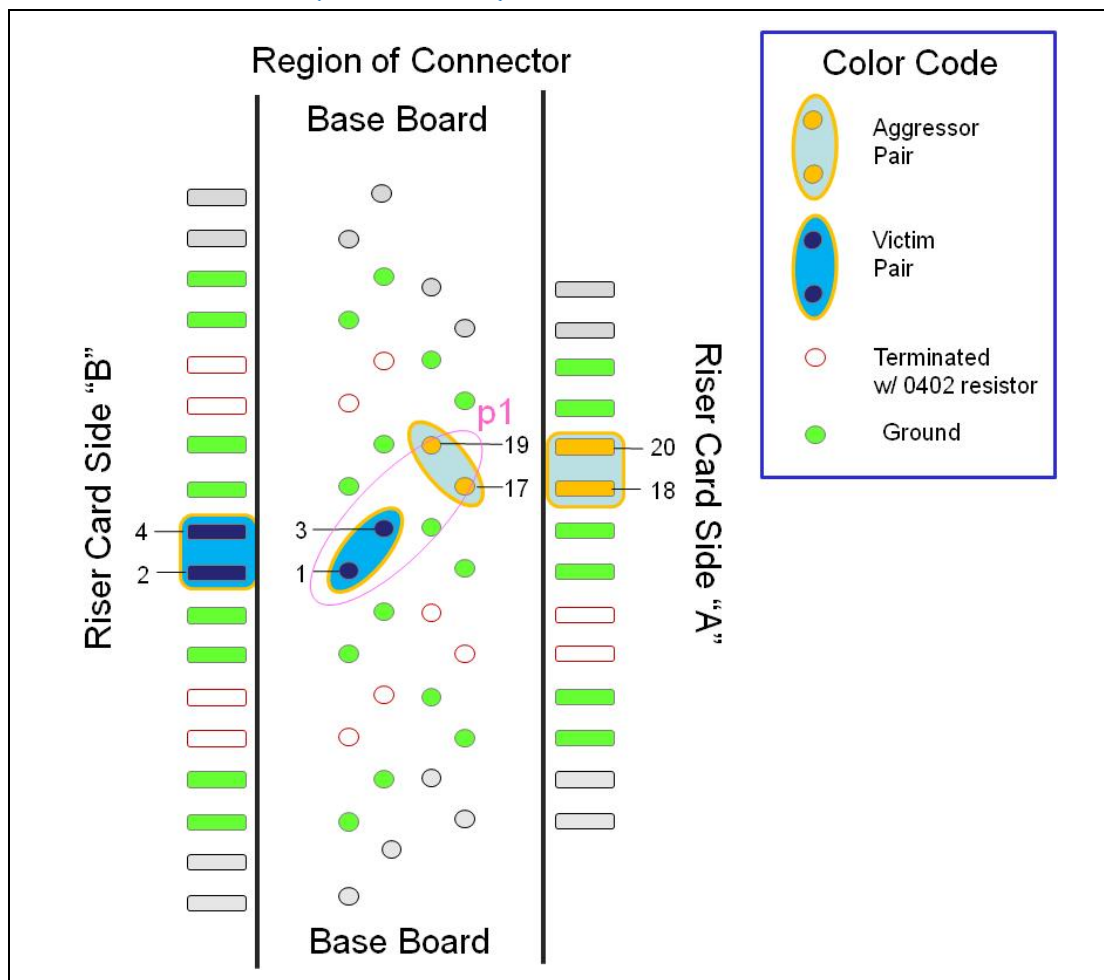 Region of Connector
Base Board
Riser Card Side "B"
4
2
p1
19
17
3
1
20
18
Riser Card Side "A"
Base Board
Color Code
Aggressor
Pair
Victim
Pair
Terminated
w/ 0402 resistor
Ground